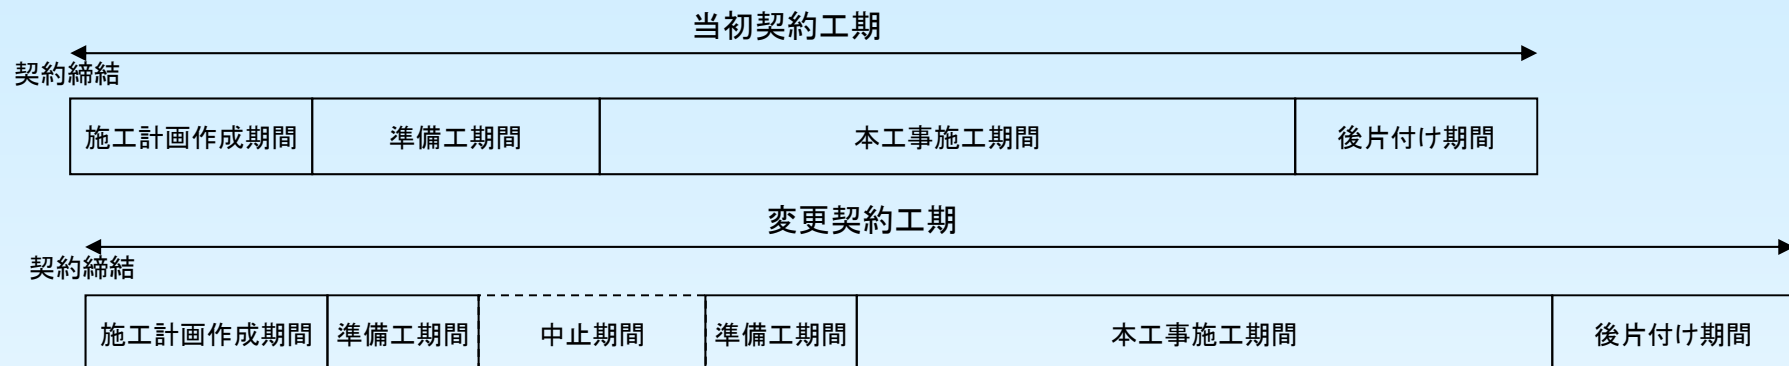 当初契約工期
契約締結
施工計画作成期間 準備工期間 本工事施工期間 後片付け期間
変更契約工期
契約締結
施工計画作成期間 準備工期間 中止期間 準備工期間 本工事施工期間 後片付け期間